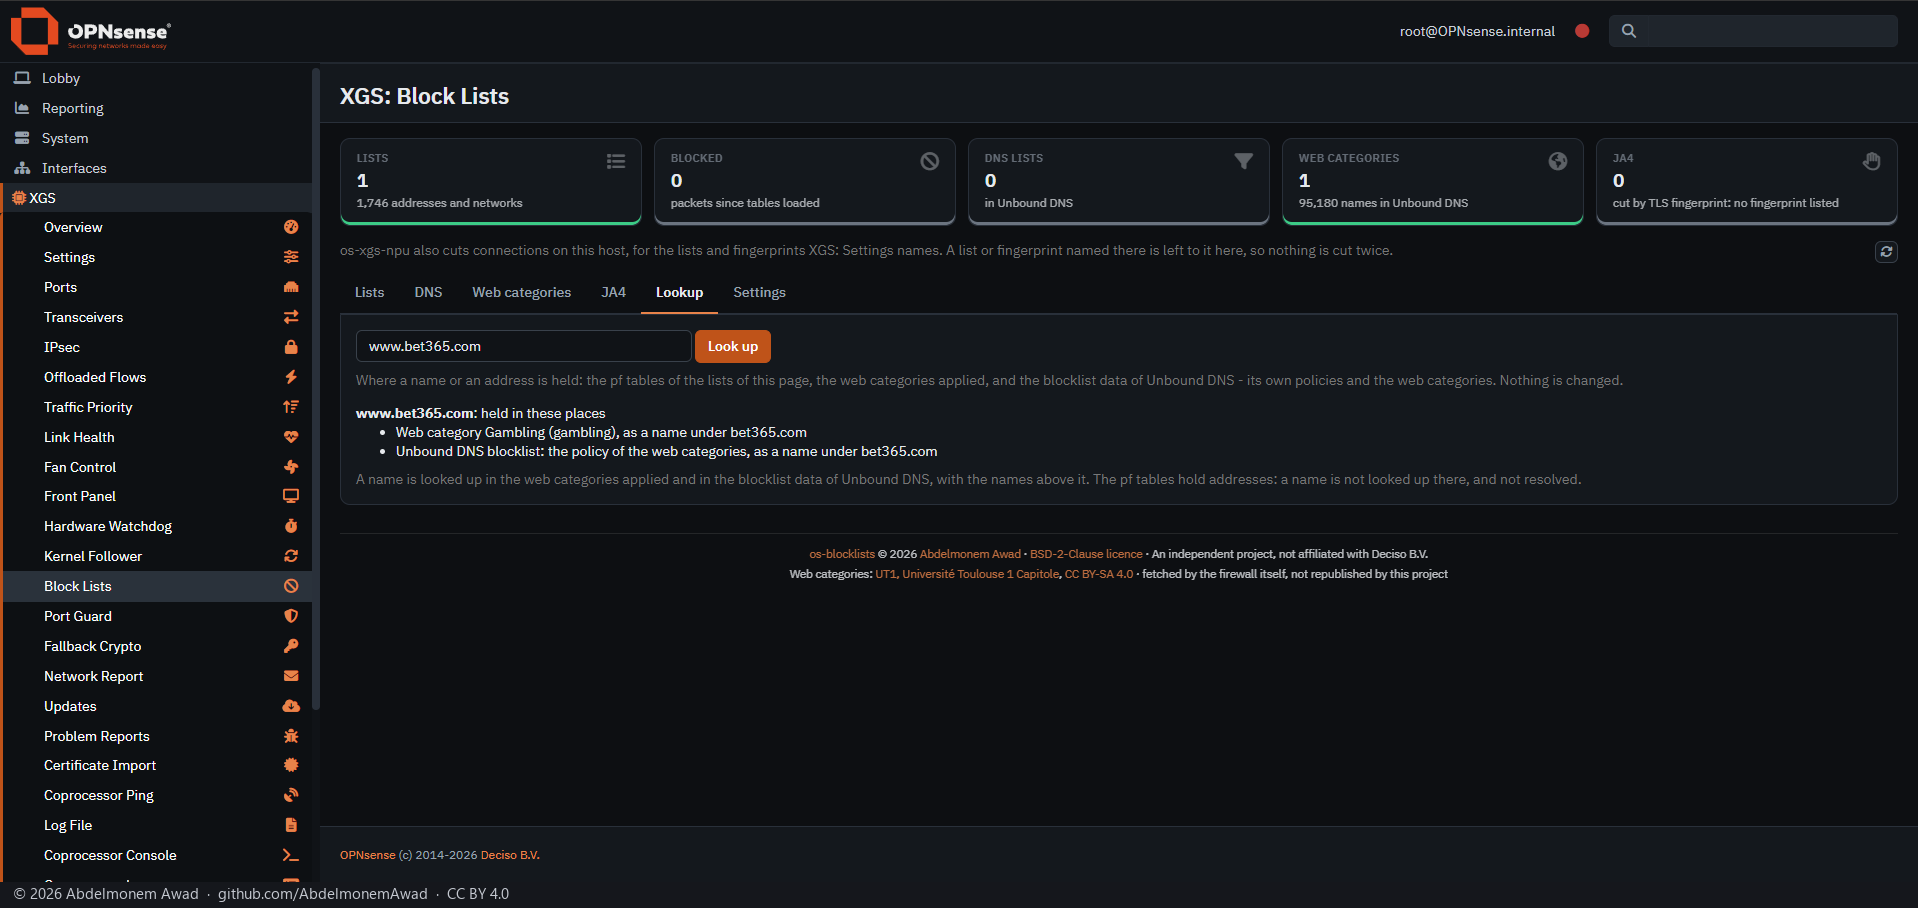 OPNsense®
Securing networks made easy
root@OPNsense.internal
Lobby
Reporting
System
Interfaces
XGS
Overview
Settings
Ports
Transceivers
IPsec
Offloaded Flows
Traffic Priority
Link Health
Fan Control
Front Panel
Hardware Watchdog
Kernel Follower
Block Lists
Port Guard
Fallback Crypto
Network Report
Updates
Problem Reports
Certificate Import
Coprocessor Ping
Log File
Coprocessor Console
XGS: Block Lists
LISTS
1
1,746 addresses and networks
BLOCKED
0
packets since tables loaded
DNS LISTS
0
in Unbound DNS
WEB CATEGORIES
1
95,180 names in Unbound DNS
JA4
0
cut by TLS fingerprint: no fingerprint listed
os-xgs-npu also cuts connections on this host, for the lists and fingerprints XGS: Settings names. A list or fingerprint named there is left to it here, so nothing is cut twice.
Lists DNS Web categories JA4 Lookup Settings
www.bet365.com Look up
Where a name or an address is held: the pf tables of the lists of this page, the web categories applied, and the blocklist data of Unbound DNS - its own policies and the web categories. Nothing is changed.
www.bet365.com: held in these places
• Web category Gambling (gambling), as a name under bet365.com
• Unbound DNS blocklist: the policy of the web categories, as a name under bet365.com
A name is looked up in the web categories applied and in the blocklist data of Unbound DNS, with the names above it. The pf tables hold addresses: a name is not looked up there, and not resolved.
os-blocklists © 2026 Abdelmonem Awad · BSD-2-Clause licence · An independent project, not affiliated with Deciso B.V.
Web categories: UT1, Université Toulouse 1 Capitole, CC BY-SA 4.0 · fetched by the firewall itself, not republished by this project
OPNsense (c) 2014-2026 Deciso B.V.
© 2026 Abdelmonem Awad · github.com/AbdelmonemAwad · CC BY 4.0